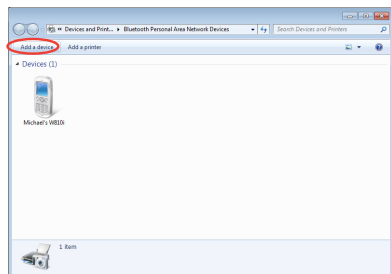 « Devices and Print... ▸ Bluetooth Personal Area Network Devices Search Devices and Printers
Add a device Add a printer
Devices (1)
Michael's W810i
1 item